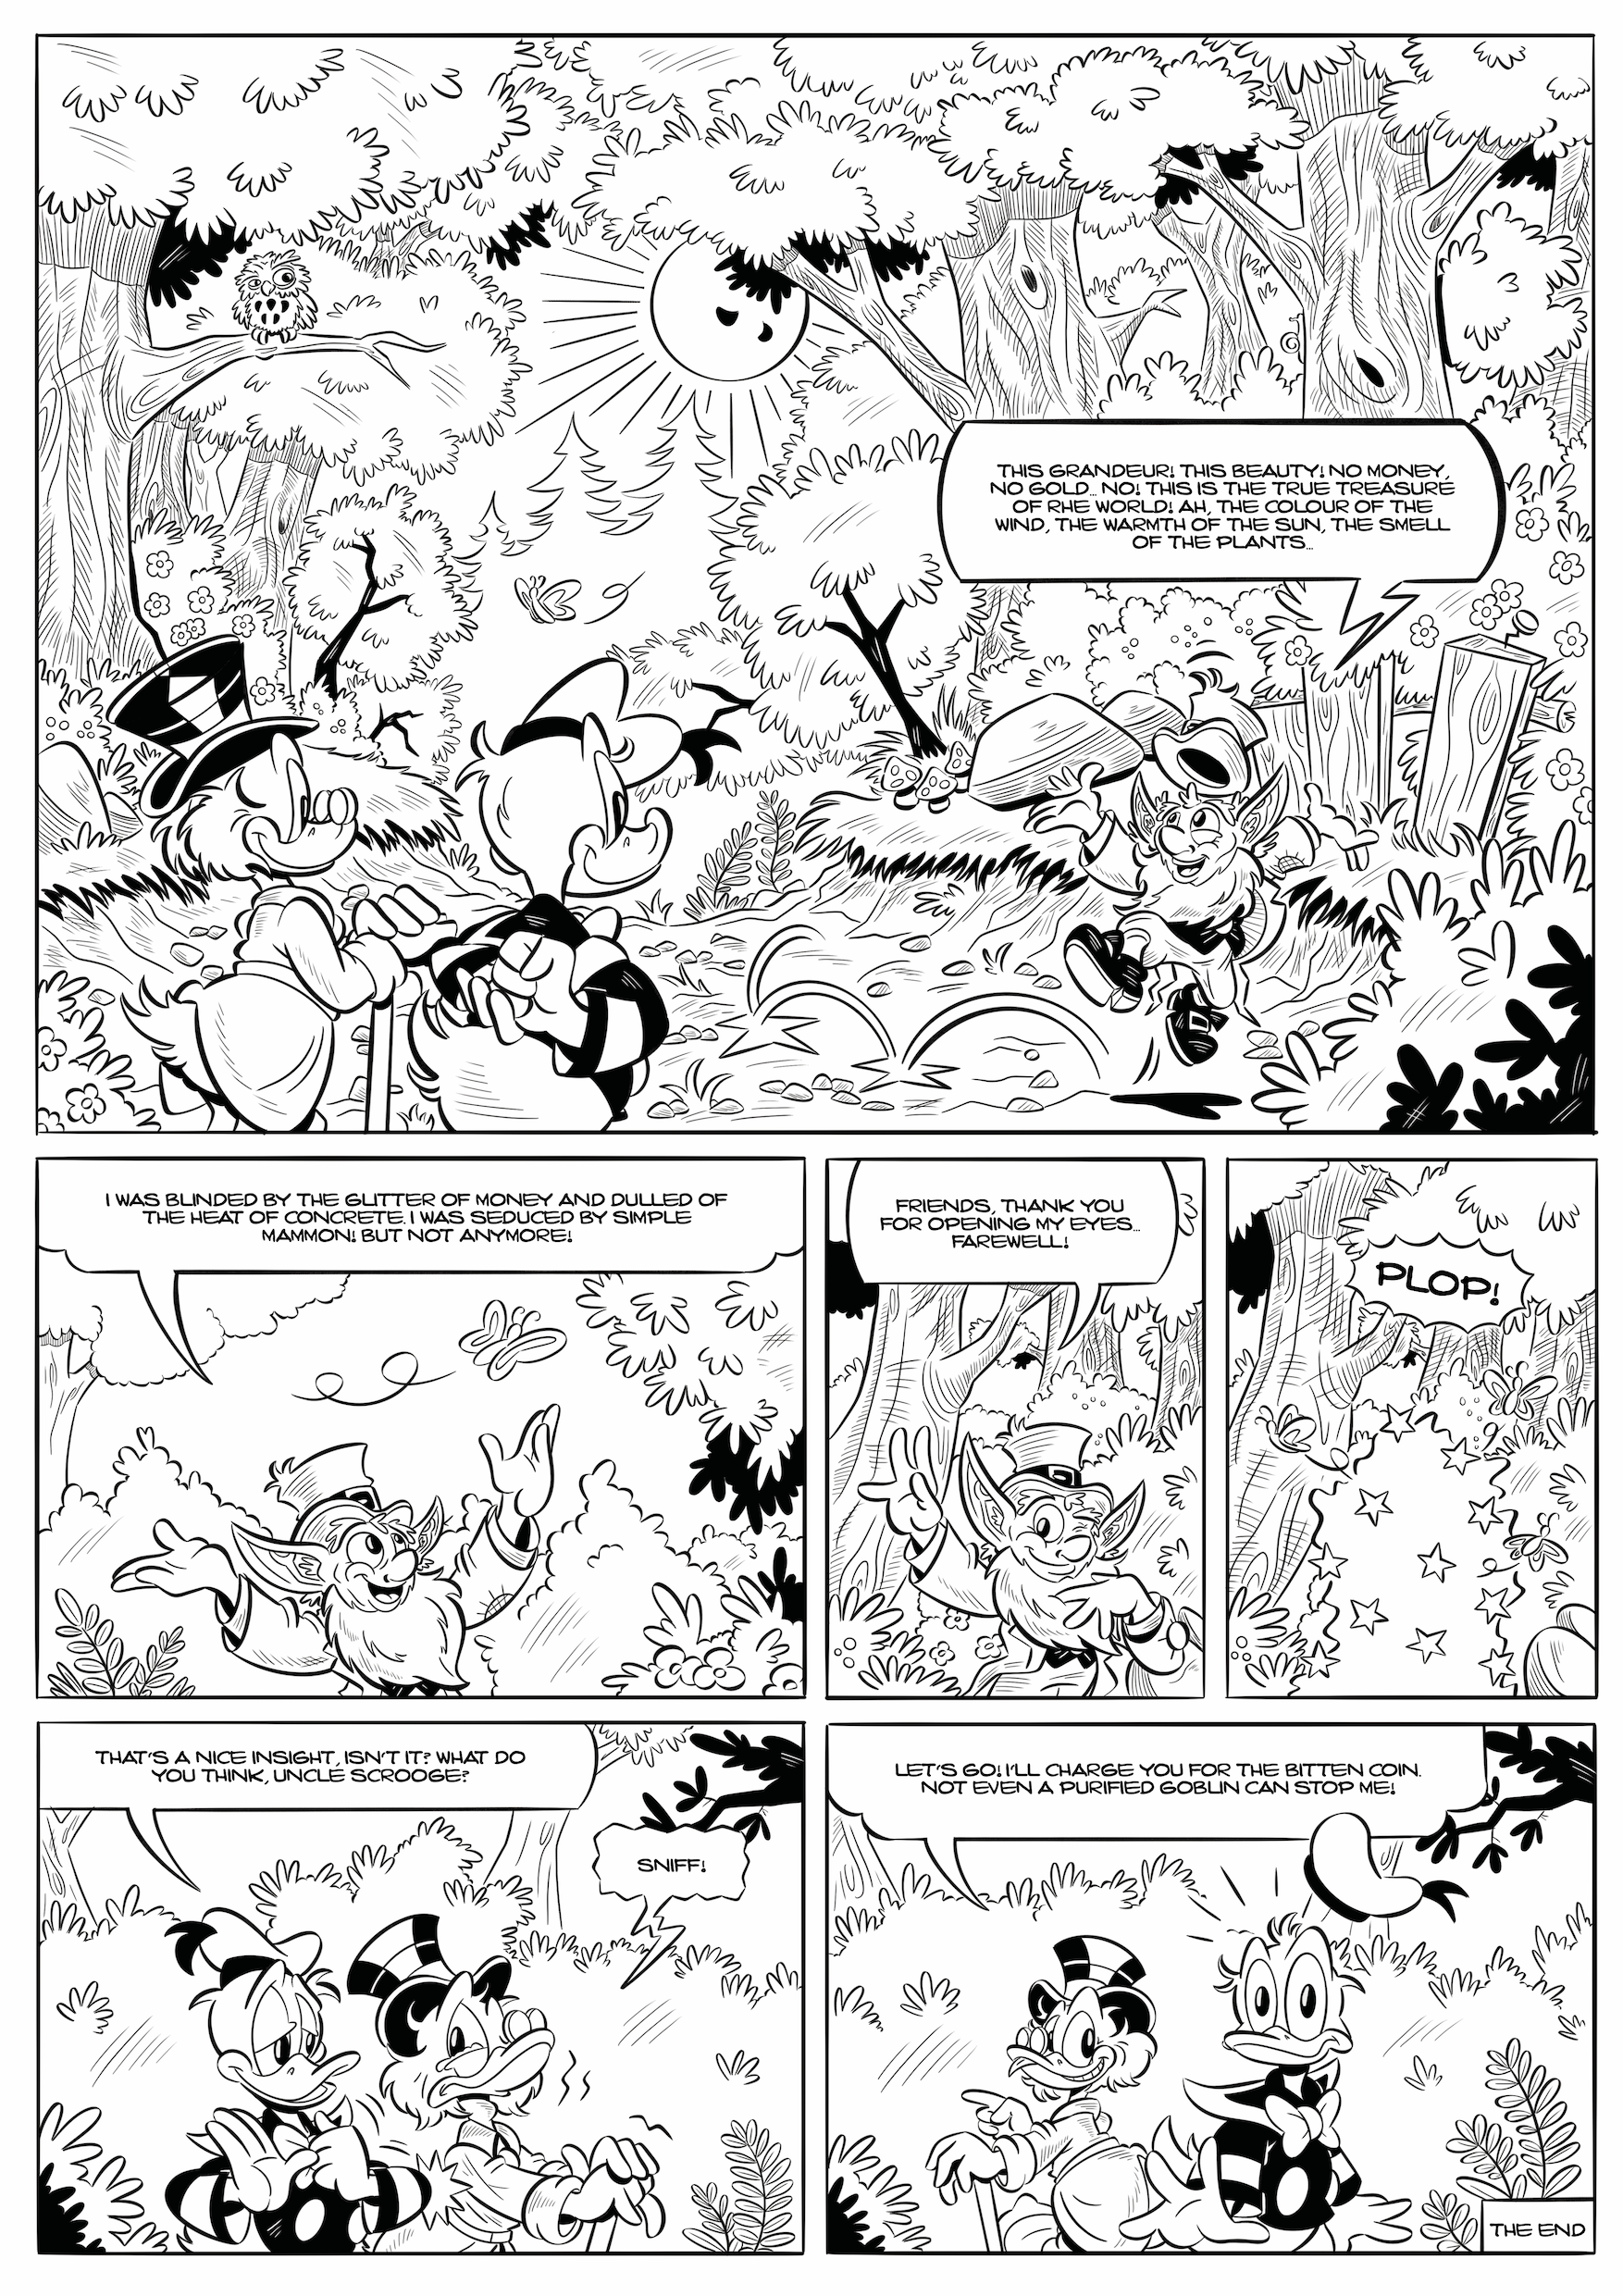 THIS GRANDEUR! THIS BEAUTY! NO MONEY,
NO GOLD... NO! THIS IS THE TRUE TREASURE
OF RHE WORLD! AH, THE COLOUR OF THE
WIND, THE WARMTH OF THE SUN, THE SMELL
OF THE PLANTS...
I WAS BLINDED BY THE GLITTER OF MONEY AND DULLED OF
THE HEAT OF CONCRETE. I WAS SEDUCED BY SIMPLE
MAMMON! BUT NOT ANYMORE!
FRIENDS, THANK YOU
FOR OPENING MY EYES...
FAREWELL!
PLOP!
THAT'S A NICE INSIGHT, ISN'T IT? WHAT DO
YOU THINK, UNCLE SCROOGE?
SNIFF!
LET'S GO! I'LL CHARGE YOU FOR THE BITTEN COIN.
NOT EVEN A PURIFIED GOBLIN CAN STOP ME!
THE END